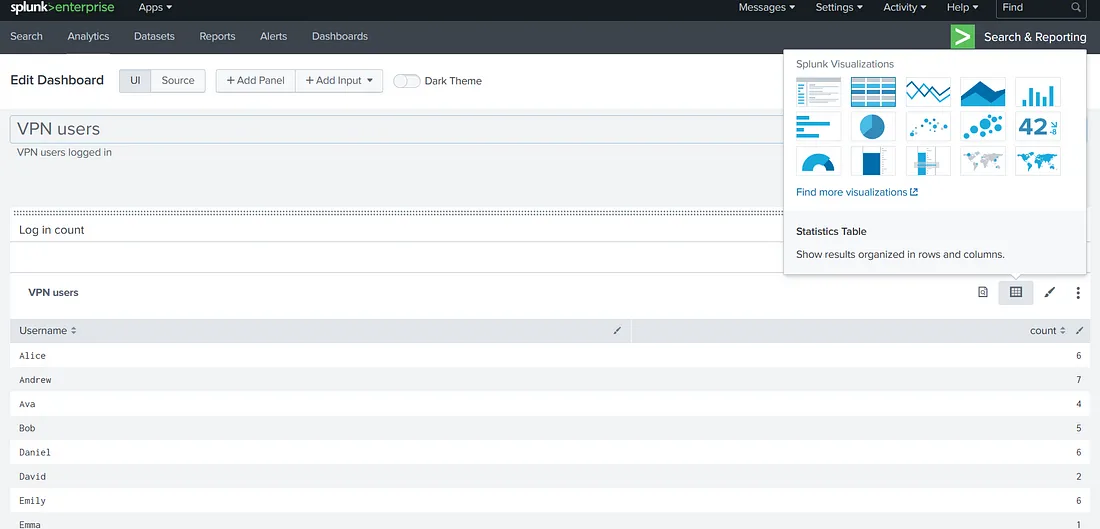 splunk>enterprise Apps Messages Settings Activity Help Find
Search Analytics Datasets Reports Alerts Dashboards Search & Reporting
Edit Dashboard UI Source + Add Panel + Add Input Dark Theme
Splunk Visualizations
42 -8
Find more visualizations
Statistics Table
Show results organized in rows and columns.
VPN users
VPN users logged in
Log in count
VPN users
Username count
Alice 6
Andrew 7
Ava 4
Bob 5
Daniel 6
David 2
Emily 6
Emma 1